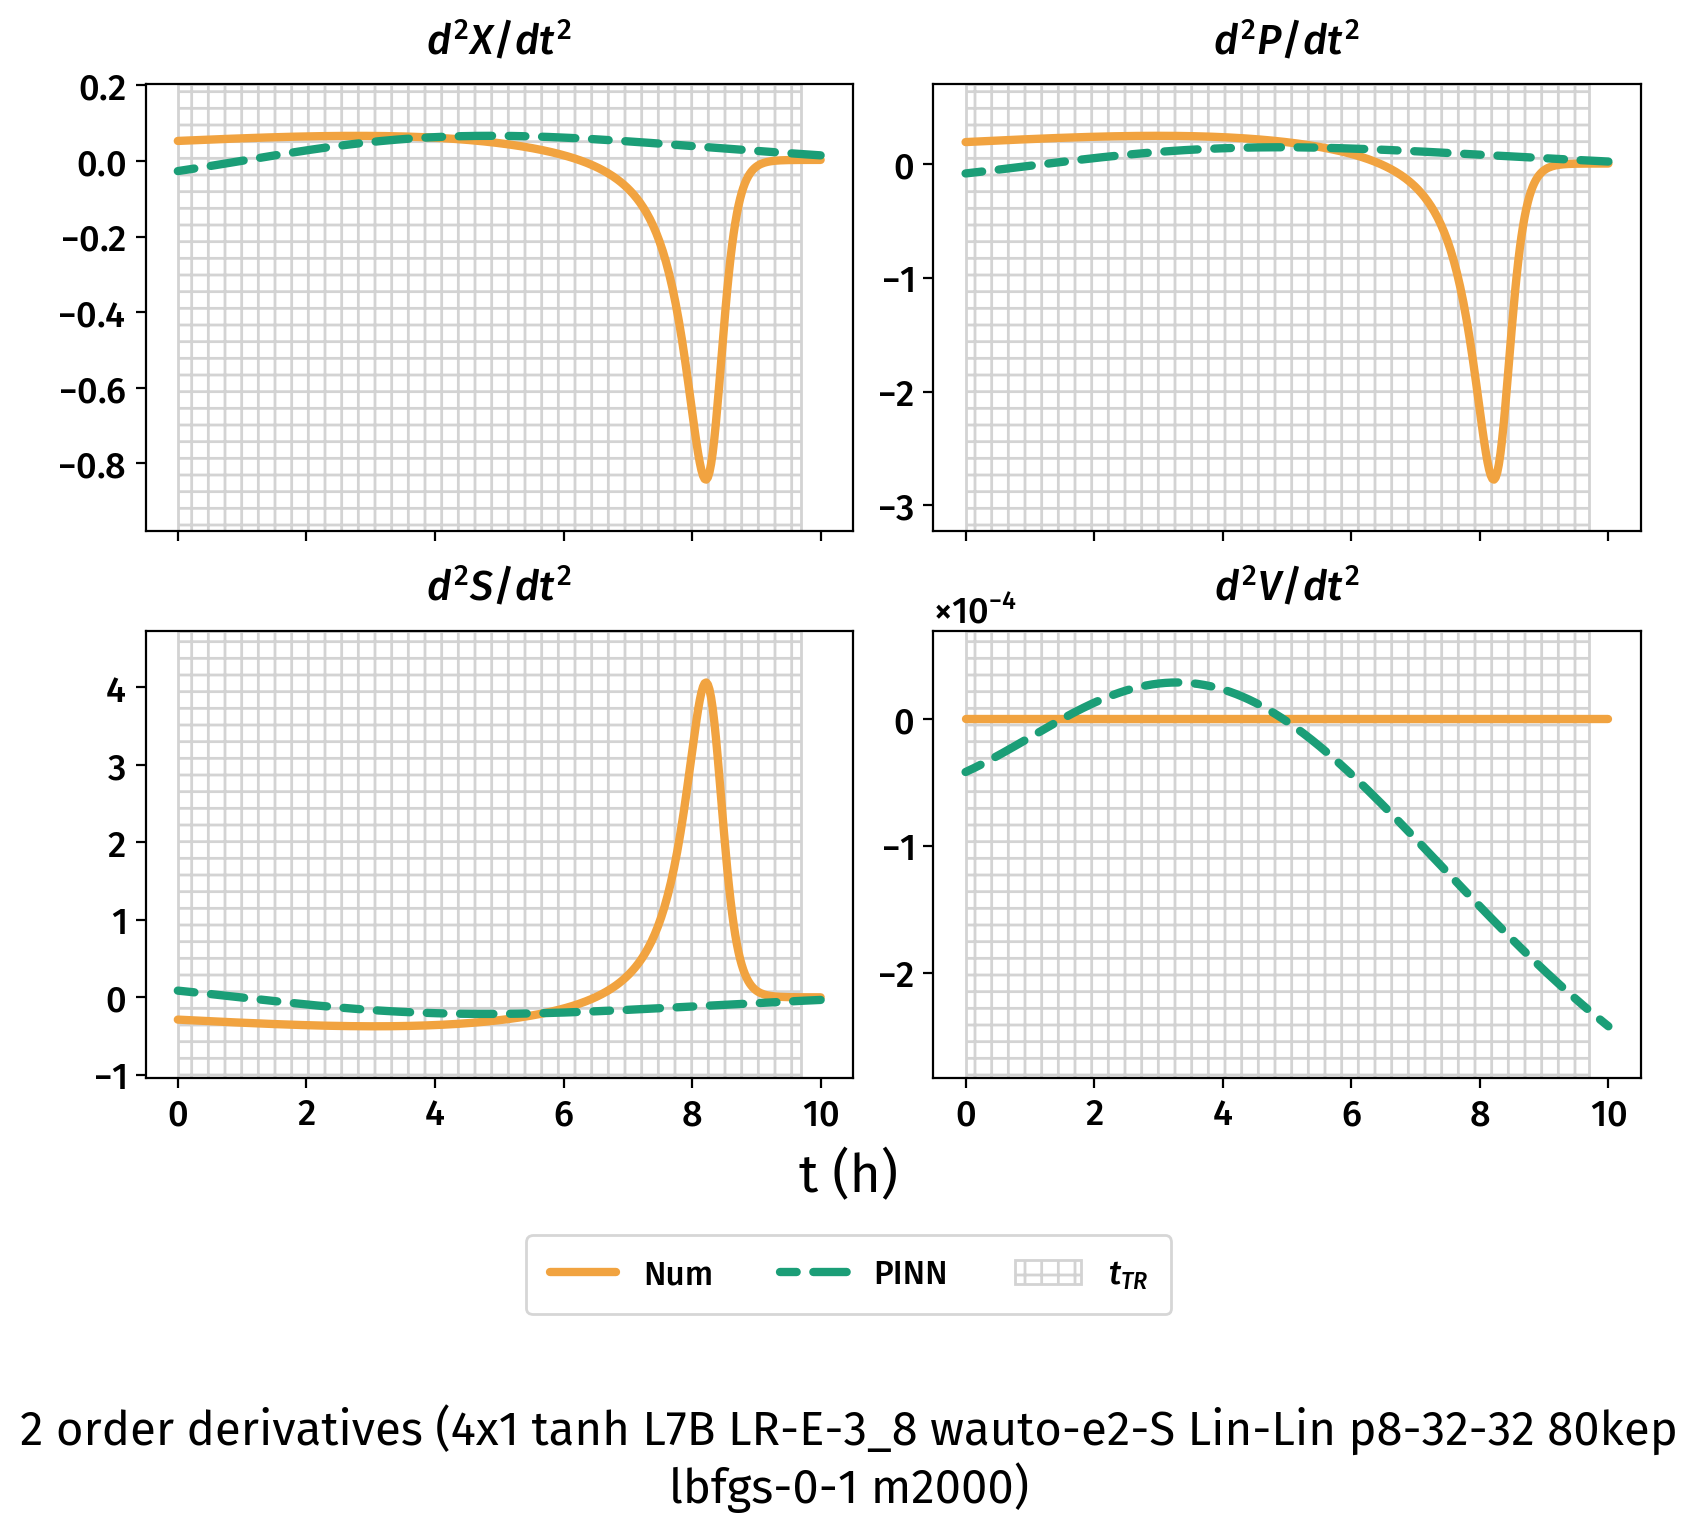 d²X/dt²
d²P/dt²
0.2
0.0
−0.2
−0.4
−0.6
−0.8
0
−1
−2
−3
d²S/dt²
d²V/dt²
×10⁻⁴
4
3
2
1
0
−1
0
−1
−2
0 2 4 6 8 10
0 2 4 6 8 10
t (h)
Num PINN t_TR
2 order derivatives (4x1 tanh L7B LR-E-3_8 wauto-e2-S Lin-Lin p8-32-32 80kep
lbfgs-0-1 m2000)